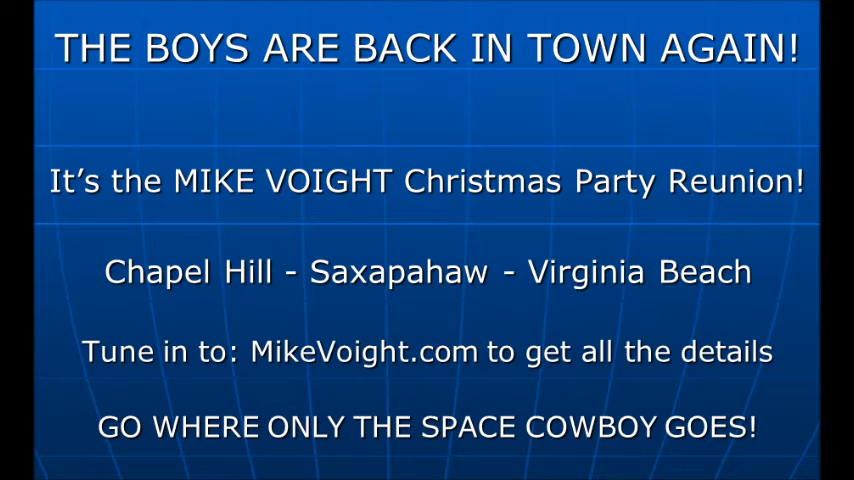 THE BOYS ARE BACK IN TOWN AGAIN!
It’s the MIKE VOIGHT Christmas Party Reunion!
Chapel Hill - Saxapahaw - Virginia Beach
Tune in to: MikeVoight.com to get all the details
GO WHERE ONLY THE SPACE COWBOY GOES!